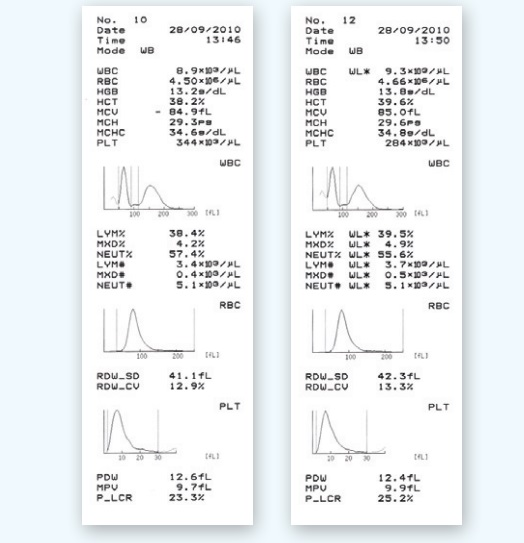 No. 10
Date 28/09/2010
Time 13:46
Mode WB
WBC 8.9×10³/µL
RBC 4.50×10⁶/µL
HGB 13.2g/dL
HCT 38.2%
MCV - 84.9fL
MCH 29.3pg
MCHC 34.6g/dL
PLT 344×10³/µL
WBC
100 200 300 [fL]
LYM% 38.4%
MXD% 4.2%
NEUT% 57.4%
LYM# 3.4×10³/µL
MXD# 0.4×10³/µL
NEUT# 5.1×10³/µL
RBC
100 200 [fL]
RDW_SD 41.1fL
RDW_CV 12.9%
PLT
10 20 30 [fL]
PDW 12.6fL
MPV 9.7fL
P_LCR 23.3%
No. 12
Date 28/09/2010
Time 13:50
Mode WB
WBC WL* 9.3×10³/µL
RBC 4.66×10⁶/µL
HGB 13.8g/dL
HCT 39.6%
MCV 85.0fL
MCH 29.6pg
MCHC 34.8g/dL
PLT 284×10³/µL
WBC
100 200 300 [fL]
LYM% WL* 39.5%
MXD% WL* 4.9%
NEUT% WL* 55.6%
LYM# WL* 3.7×10³/µL
MXD# WL* 0.5×10³/µL
NEUT# WL* 5.1×10³/µL
RBC
100 200 [fL]
RDW_SD 42.3fL
RDW_CV 13.3%
PLT
10 20 30 [fL]
PDW 12.4fL
MPV 9.9fL
P_LCR 25.2%